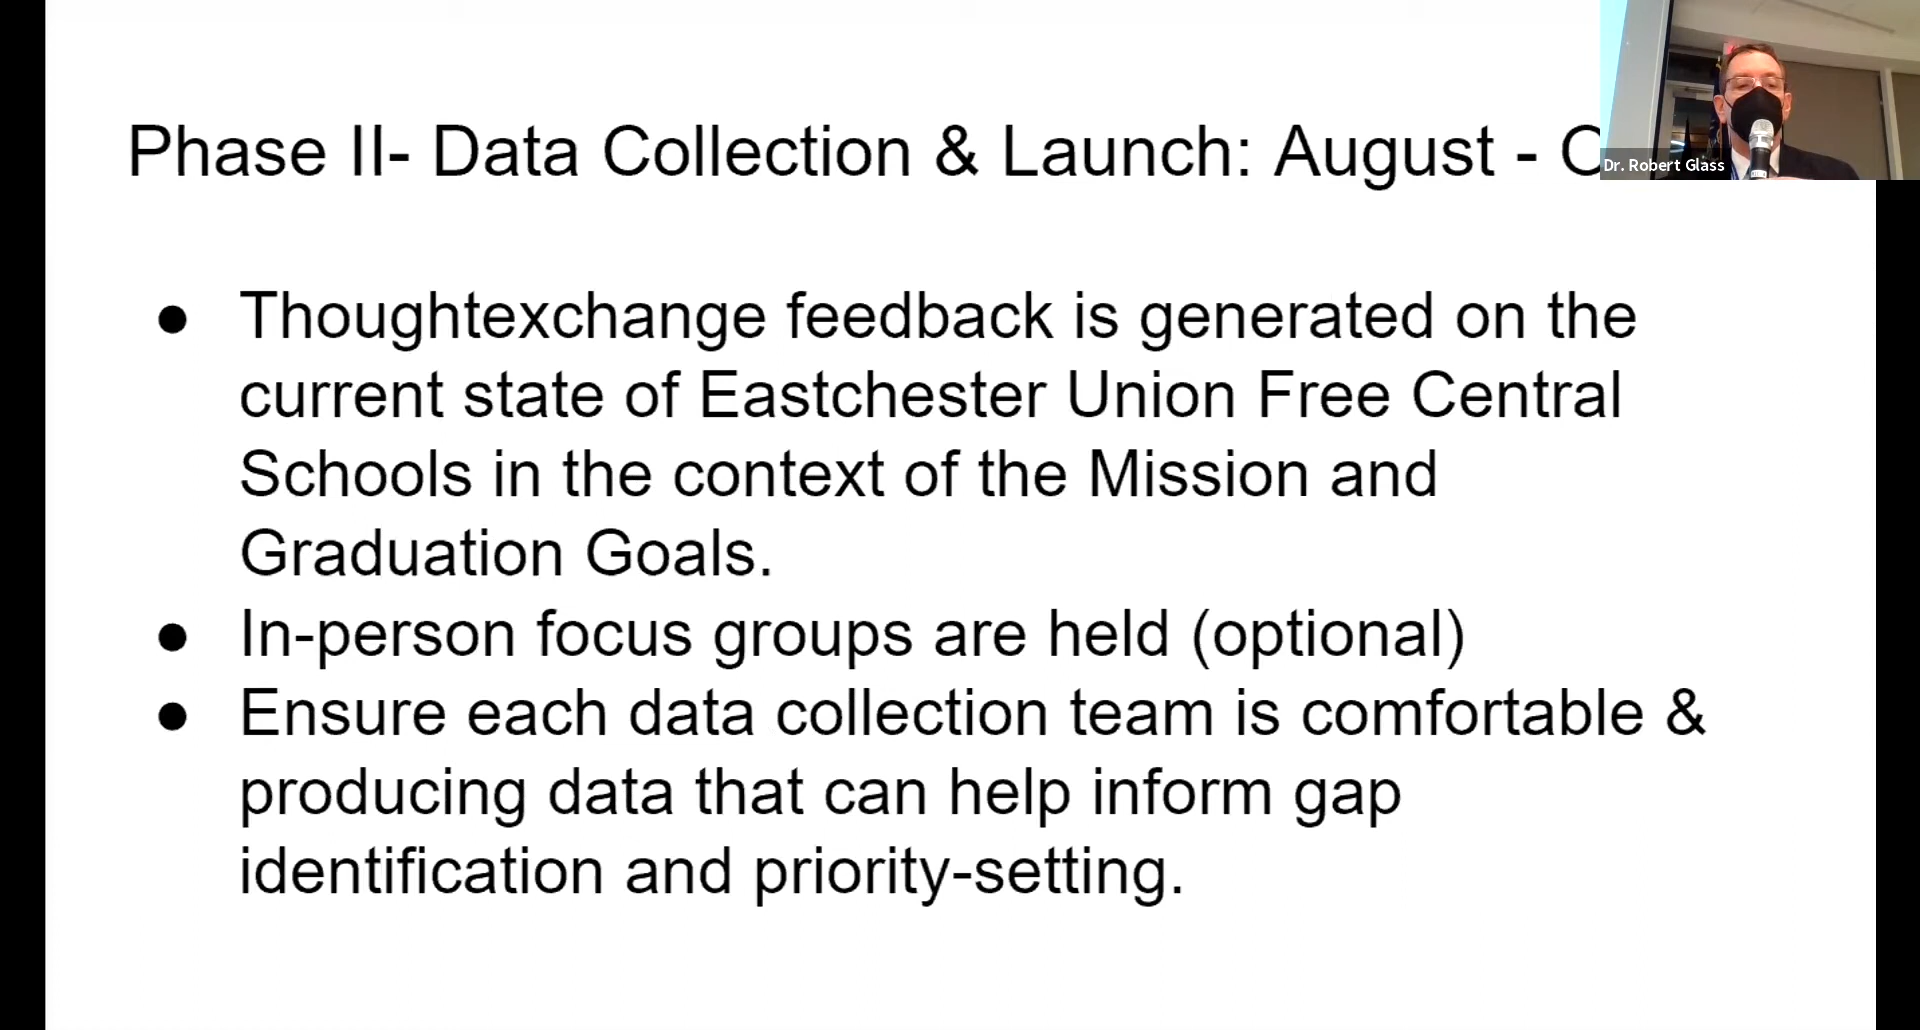 Phase II- Data Collection & Launch: August -
Dr. Robert Glass
● Thoughtexchange feedback is generated on the
current state of Eastchester Union Free Central
Schools in the context of the Mission and
Graduation Goals.
● In-person focus groups are held (optional)
● Ensure each data collection team is comfortable &
producing data that can help inform gap
identification and priority-setting.